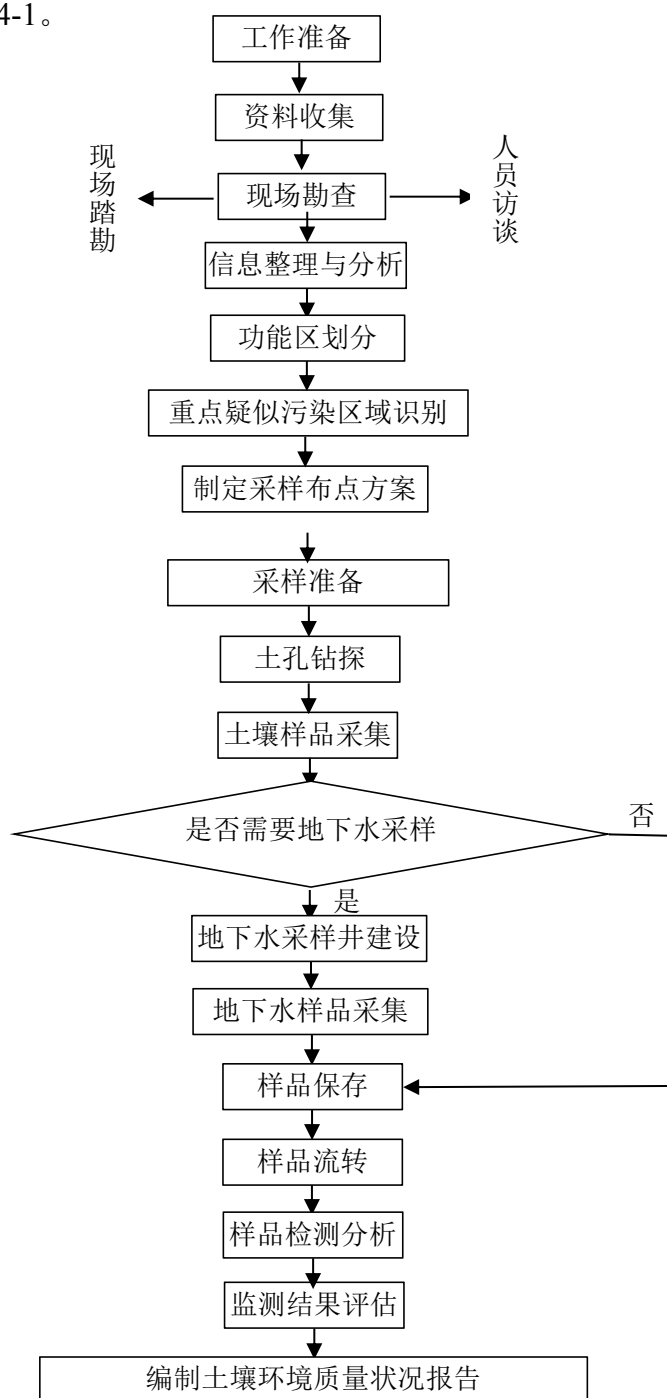 4-1。
工作准备
资料收集
现场踏勘
现场勘查
人员访谈
信息整理与分析
功能区划分
重点疑似污染区域识别
制定采样布点方案
采样准备
土孔钻探
土壤样品采集
是否需要地下水采样
否
是
地下水采样井建设
地下水样品采集
样品保存
样品流转
样品检测分析
监测结果评估
编制土壤环境质量状况报告